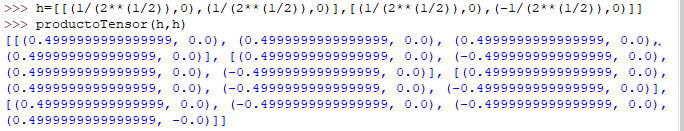 >>> h=[[(1/(2**(1/2)),0),(1/(2**(1/2)),0)],[(1/(2**(1/2)),0),(-1/(2**(1/2)),0)]]
>>> productoTensor(h,h)
[[(0.4999999999999999, 0.0), (0.4999999999999999, 0.0), (0.4999999999999999, 0.0),
(0.4999999999999999, 0.0)], [(0.4999999999999999, 0.0), (-0.4999999999999999, 0.0),
(0.4999999999999999, 0.0), (-0.4999999999999999, 0.0)], [(0.4999999999999999, 0.0),
(0.4999999999999999, 0.0), (-0.4999999999999999, 0.0), (-0.4999999999999999, 0.0)],
[(0.4999999999999999, 0.0), (-0.4999999999999999, 0.0), (-0.4999999999999999, 0.0),
(0.4999999999999999, -0.0)]]